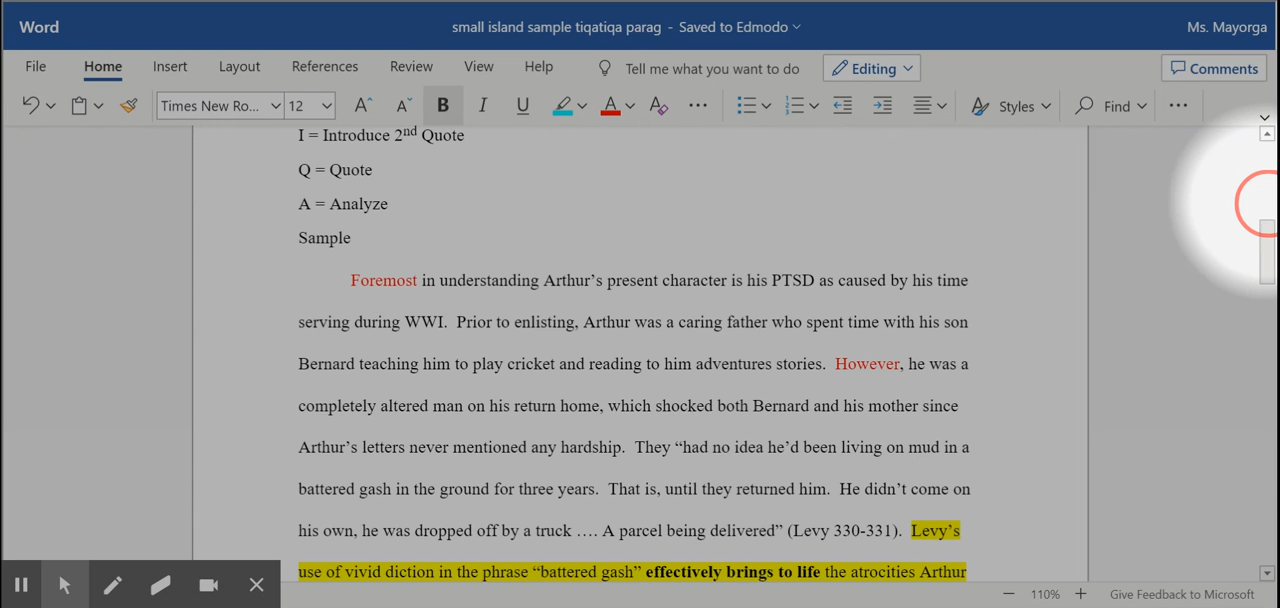 Word
small island sample tiqatiqa parag - Saved to Edmodo
Ms. Mayorga
File Home Insert Layout References Review View Help Tell me what you want to do Editing Comments
Times New Ro... 12 A A B I U A A ... Styles Find ...
I = Introduce 2nd Quote
Q = Quote
A = Analyze
Sample
Foremost in understanding Arthur’s present character is his PTSD as caused by his time
serving during WWI. Prior to enlisting, Arthur was a caring father who spent time with his son
Bernard teaching him to play cricket and reading to him adventures stories. However, he was a
completely altered man on his return home, which shocked both Bernard and his mother since
Arthur’s letters never mentioned any hardship. They “had no idea he’d been living on mud in a
battered gash in the ground for three years. That is, until they returned him. He didn’t come on
his own, he was dropped off by a truck …. A parcel being delivered” (Levy 330-331). Levy’s
use of vivid diction in the phrase “battered gash” effectively brings to life the atrocities Arthur
110% Give Feedback to Microsoft